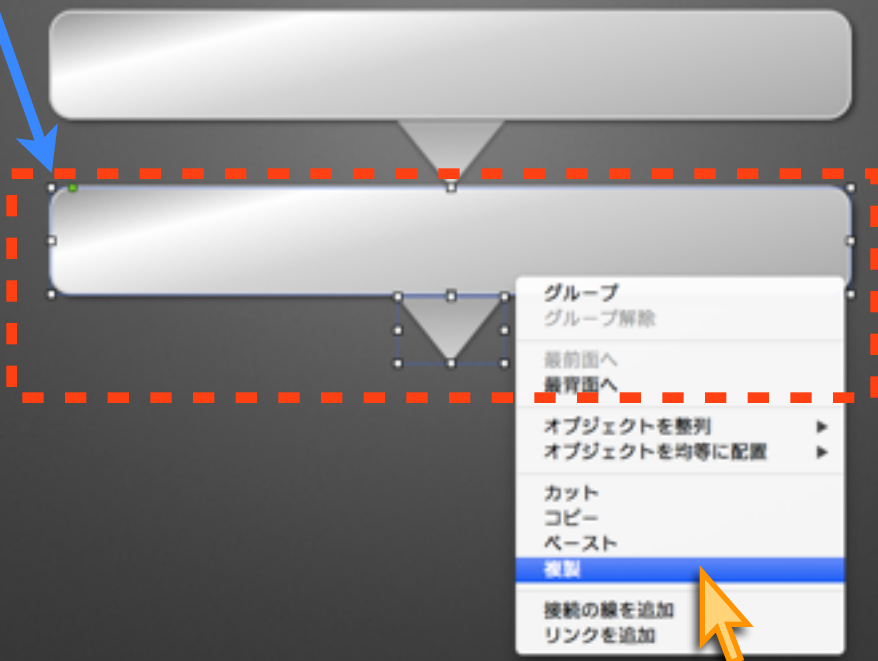 グループ
グループ解除
最前面へ
最背面へ
オブジェクトを整列
オブジェクトを均等に配置
カット
コピー
ペースト
複製
接続の線を追加
リンクを追加